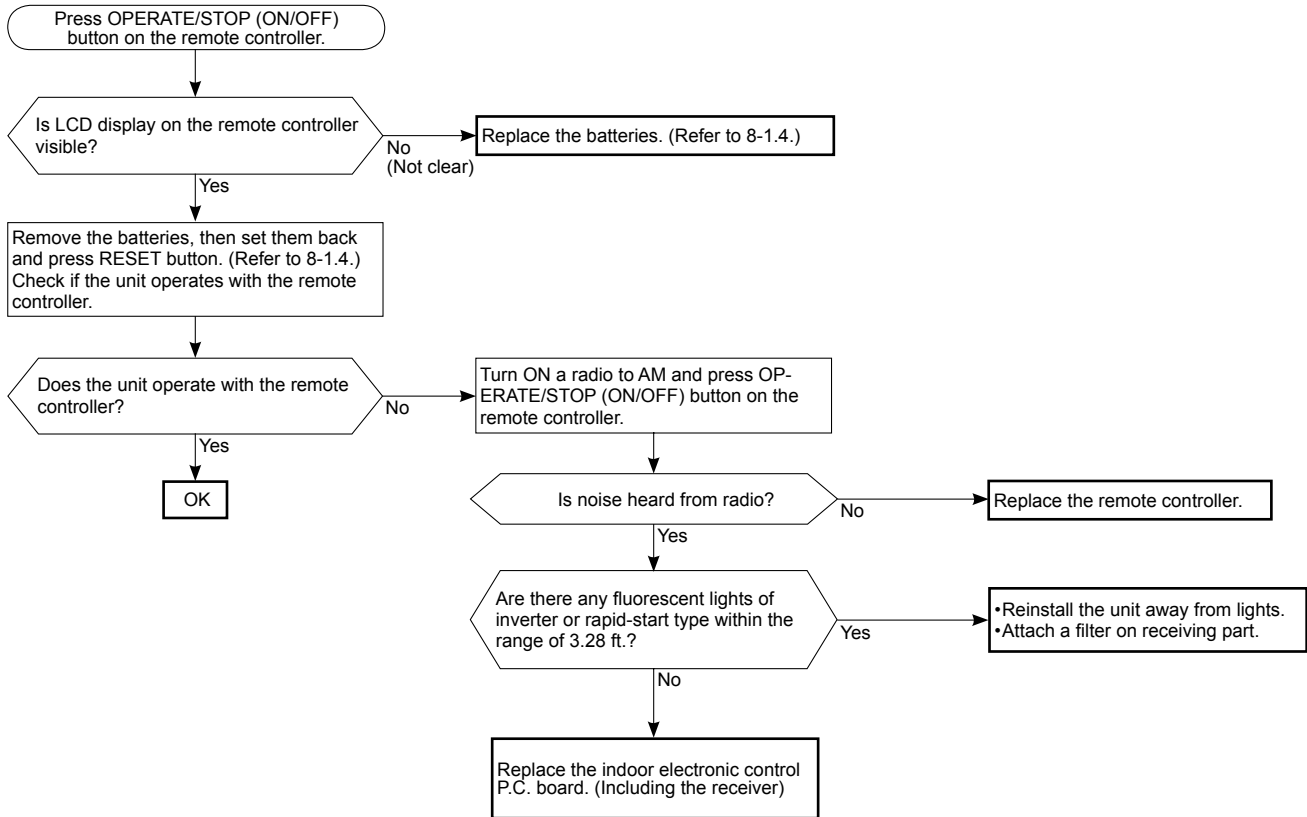 Press OPERATE/STOP (ON/OFF)
button on the remote controller.
Is LCD display on the remote controller
visible?
No
(Not clear)
Replace the batteries. (Refer to 8-1.4.)
Yes
Remove the batteries, then set them back
and press RESET button. (Refer to 8-1.4.)
Check if the unit operates with the remote
controller.
Does the unit operate with the remote
controller?
No
Yes
OK
Turn ON a radio to AM and press OP-
ERATE/STOP (ON/OFF) button on the
remote controller.
Is noise heard from radio?
No
Replace the remote controller.
Yes
Are there any fluorescent lights of
inverter or rapid-start type within the
range of 3.28 ft.?
Yes
•Reinstall the unit away from lights.
•Attach a filter on receiving part.
No
Replace the indoor electronic control
P.C. board. (Including the receiver)